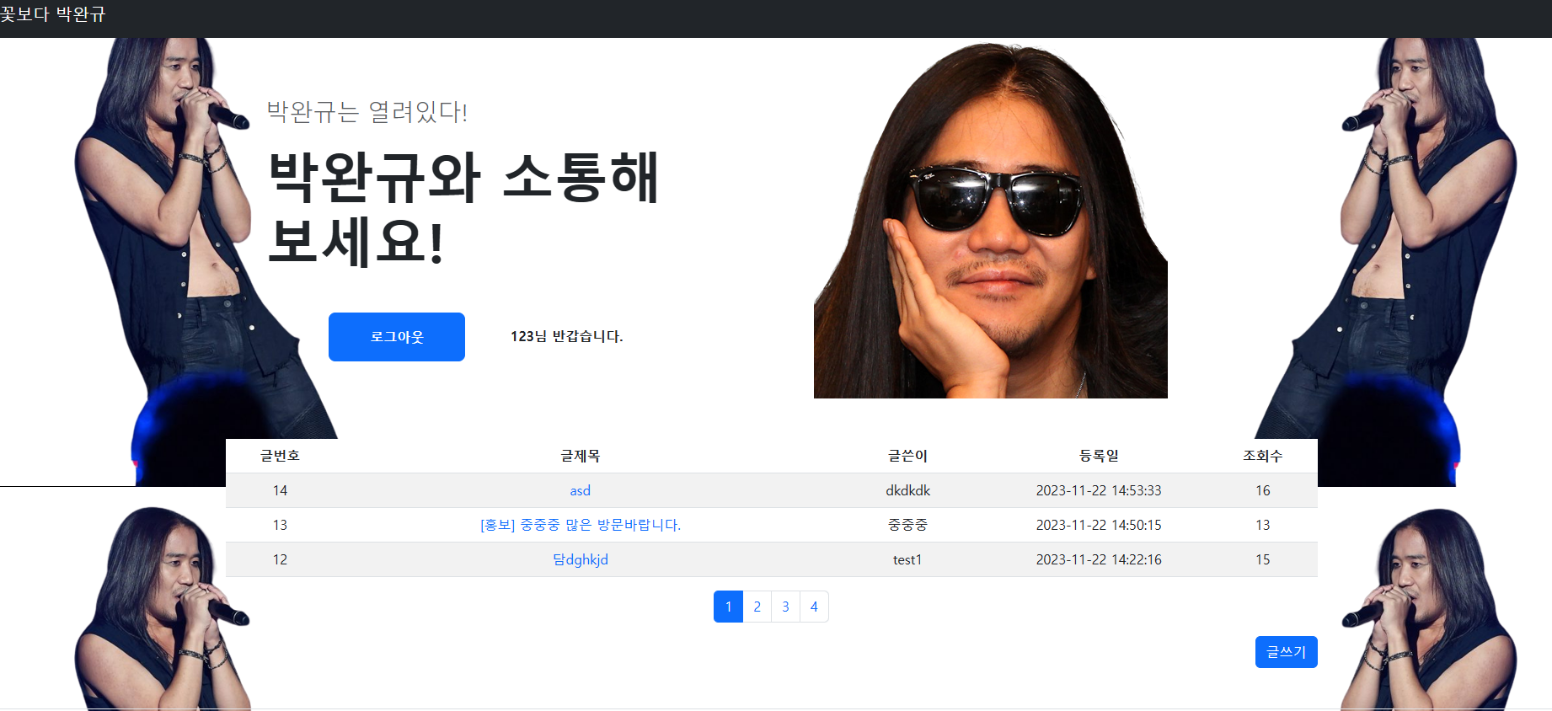 꽃보다 박완규
박완규는 열려있다!
박완규와 소통해
보세요!
로그아웃 123님 반갑습니다.
글번호 글제목 글쓴이 등록일 조회수
14 asd dkdkdk 2023-11-22 14:53:33 16
13 [홍보] 중중중 많은 방문바랍니다. 중중중 2023-11-22 14:50:15 13
12 담dghkjd test1 2023-11-22 14:22:16 15
1 2 3 4
글쓰기